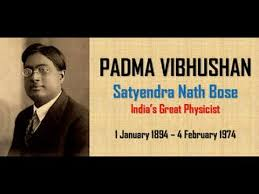 PADMA VIBHUSHAN
Satyendra Nath Bose
India's Great Physicist
1 January 1894 – 4 February 1974